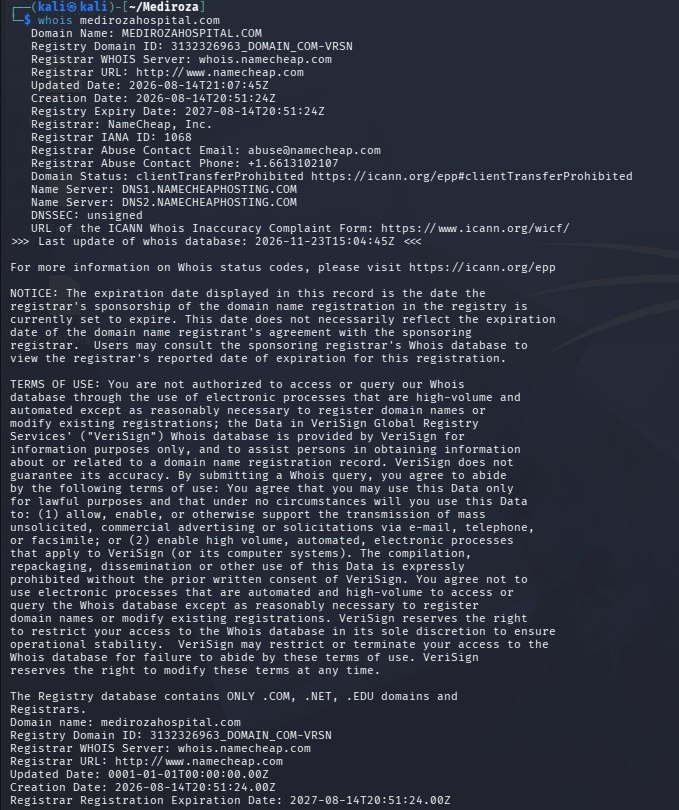 ┌──(kali㉿kali)-[~/Mediroza]
└─$ whois medirozahospital.com
Domain Name: MEDIROZAHOSPITAL.COM
Registry Domain ID: 3132326963_DOMAIN_COM-VRSN
Registrar WHOIS Server: whois.namecheap.com
Registrar URL: http://www.namecheap.com
Updated Date: 2026-08-14T21:07:45Z
Creation Date: 2026-08-14T20:51:24Z
Registry Expiry Date: 2027-08-14T20:51:24Z
Registrar: NameCheap, Inc.
Registrar IANA ID: 1068
Registrar Abuse Contact Email: abuse@namecheap.com
Registrar Abuse Contact Phone: +1.6613102107
Domain Status: clientTransferProhibited https://icann.org/epp#clientTransferProhibited
Name Server: DNS1.NAMECHEAPHOSTING.COM
Name Server: DNS2.NAMECHEAPHOSTING.COM
DNSSEC: unsigned
URL of the ICANN Whois Inaccuracy Complaint Form: https://www.icann.org/wicf/
>>> Last update of whois database: 2026-11-23T15:04:45Z <<<
For more information on Whois status codes, please visit https://icann.org/epp
NOTICE: The expiration date displayed in this record is the date the
registrar's sponsorship of the domain name registration in the registry is
currently set to expire. This date does not necessarily reflect the expiration
date of the domain name registrant's agreement with the sponsoring
registrar.  Users may consult the sponsoring registrar's Whois database to
view the registrar's reported date of expiration for this registration.
TERMS OF USE: You are not authorized to access or query our Whois
database through the use of electronic processes that are high-volume and
automated except as reasonably necessary to register domain names or
modify existing registrations; the Data in VeriSign Global Registry
Services' ("VeriSign") Whois database is provided by VeriSign for
information purposes only, and to assist persons in obtaining information
about or related to a domain name registration record. VeriSign does not
guarantee its accuracy. By submitting a Whois query, you agree to abide
by the following terms of use: You agree that you may use this Data only
for lawful purposes and that under no circumstances will you use this Data
to: (1) allow, enable, or otherwise support the transmission of mass
unsolicited, commercial advertising or solicitations via e-mail, telephone,
or facsimile; or (2) enable high volume, automated, electronic processes
that apply to VeriSign (or its computer systems). The compilation,
repackaging, dissemination or other use of this Data is expressly
prohibited without the prior written consent of VeriSign. You agree not to
use electronic processes that are automated and high-volume to access or
query the Whois database except as reasonably necessary to register
domain names or modify existing registrations. VeriSign reserves the right
to restrict your access to the Whois database in its sole discretion to ensure
operational stability.  VeriSign may restrict or terminate your access to the
Whois database for failure to abide by these terms of use. VeriSign
reserves the right to modify these terms at any time.
The Registry database contains ONLY .COM, .NET, .EDU domains and
Registrars.
Domain name: medirozahospital.com
Registry Domain ID: 3132326963_DOMAIN_COM-VRSN
Registrar WHOIS Server: whois.namecheap.com
Registrar URL: http://www.namecheap.com
Updated Date: 0001-01-01T00:00:00.00Z
Creation Date: 2026-08-14T20:51:24.00Z
Registrar Registration Expiration Date: 2027-08-14T20:51:24.00Z